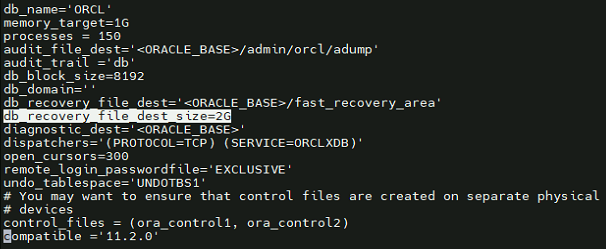 db_name='ORCL'
memory_target=1G
processes = 150
audit_file_dest='<ORACLE_BASE>/admin/orcl/adump'
audit_trail ='db'
db_block_size=8192
db_domain=''
db_recovery_file_dest='<ORACLE_BASE>/fast_recovery_area'
db_recovery_file_dest_size=2G
diagnostic_dest='<ORACLE_BASE>'
dispatchers='(PROTOCOL=TCP) (SERVICE=ORCLXDB)'
open_cursors=300
remote_login_passwordfile='EXCLUSIVE'
undo_tablespace='UNDOTBS1'
# You may want to ensure that control files are created on separate physical
# devices
control_files = (ora_control1, ora_control2)
compatible ='11.2.0'